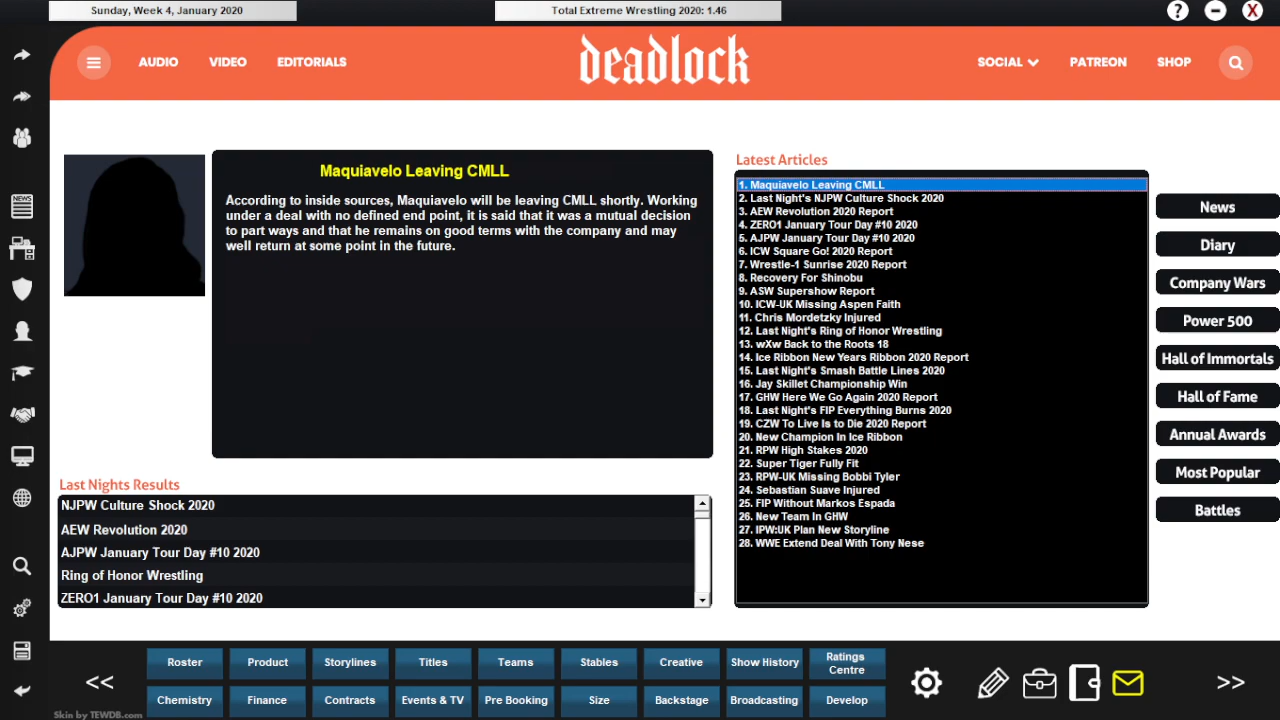 Sunday, Week 4, January 2020
Total Extreme Wrestling 2020: 1.46
?
X
AUDIO
VIDEO
EDITORIALS
deadlock
SOCIAL
PATREON
SHOP
NEWS
Maquiavelo Leaving CMLL
According to inside sources, Maquiavelo will be leaving CMLL shortly. Working
under a deal with no defined end point, it is said that it was a mutual decision
to part ways and that he remains on good terms with the company and may
well return at some point in the future.
Latest Articles
1. Maquiavelo Leaving CMLL
2. Last Night's NJPW Culture Shock 2020
3. AEW Revolution 2020 Report
4. ZERO1 January Tour Day #10 2020
5. AJPW January Tour Day #10 2020
6. ICW Square Go! 2020 Report
7. Wrestle-1 Sunrise 2020 Report
8. Recovery For Shinobu
9. ASW Supershow Report
10. ICW-UK Missing Aspen Faith
11. Chris Mordetzky Injured
12. Last Night's Ring of Honor Wrestling
13. wXw Back to the Roots 18
14. Ice Ribbon New Years Ribbon 2020 Report
15. Last Night's Smash Battle Lines 2020
16. Jay Skillet Championship Win
17. GHW Here We Go Again 2020 Report
18. Last Night's FIP Everything Burns 2020
19. CZW To Live Is to Die 2020 Report
20. New Champion In Ice Ribbon
21. RPW High Stakes 2020
22. Super Tiger Fully Fit
23. RPW-UK Missing Bobbi Tyler
24. Sebastian Suave Injured
25. FIP Without Markos Espada
26. New Team In GHW
27. IPW:UK Plan New Storyline
28. WWE Extend Deal With Tony Nese
News
Diary
Company Wars
Power 500
Hall of Immortals
Hall of Fame
Annual Awards
Most Popular
Battles
Last Nights Results
NJPW Culture Shock 2020
AEW Revolution 2020
AJPW January Tour Day #10 2020
Ring of Honor Wrestling
ZERO1 January Tour Day #10 2020
<<
Roster
Product
Storylines
Titles
Teams
Stables
Creative
Show History
Ratings
Centre
Chemistry
Finance
Contracts
Events & TV
Pre Booking
Size
Backstage
Broadcasting
Develop
>>
Skin by TEWDB.com